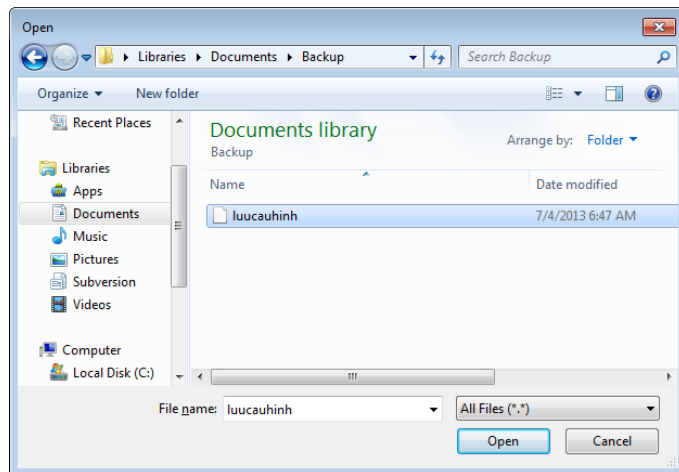 Open
Libraries Documents Backup
Search Backup
Organize New folder
Recent Places
Libraries
Apps
Documents
Music
Pictures
Subversion
Videos
Computer
Local Disk (C:)
Documents library
Backup
Arrange by: Folder
Name Date modified
luucauhinh 7/4/2013 6:47 AM
File name: luucauhinh All Files (*.*)
Open Cancel